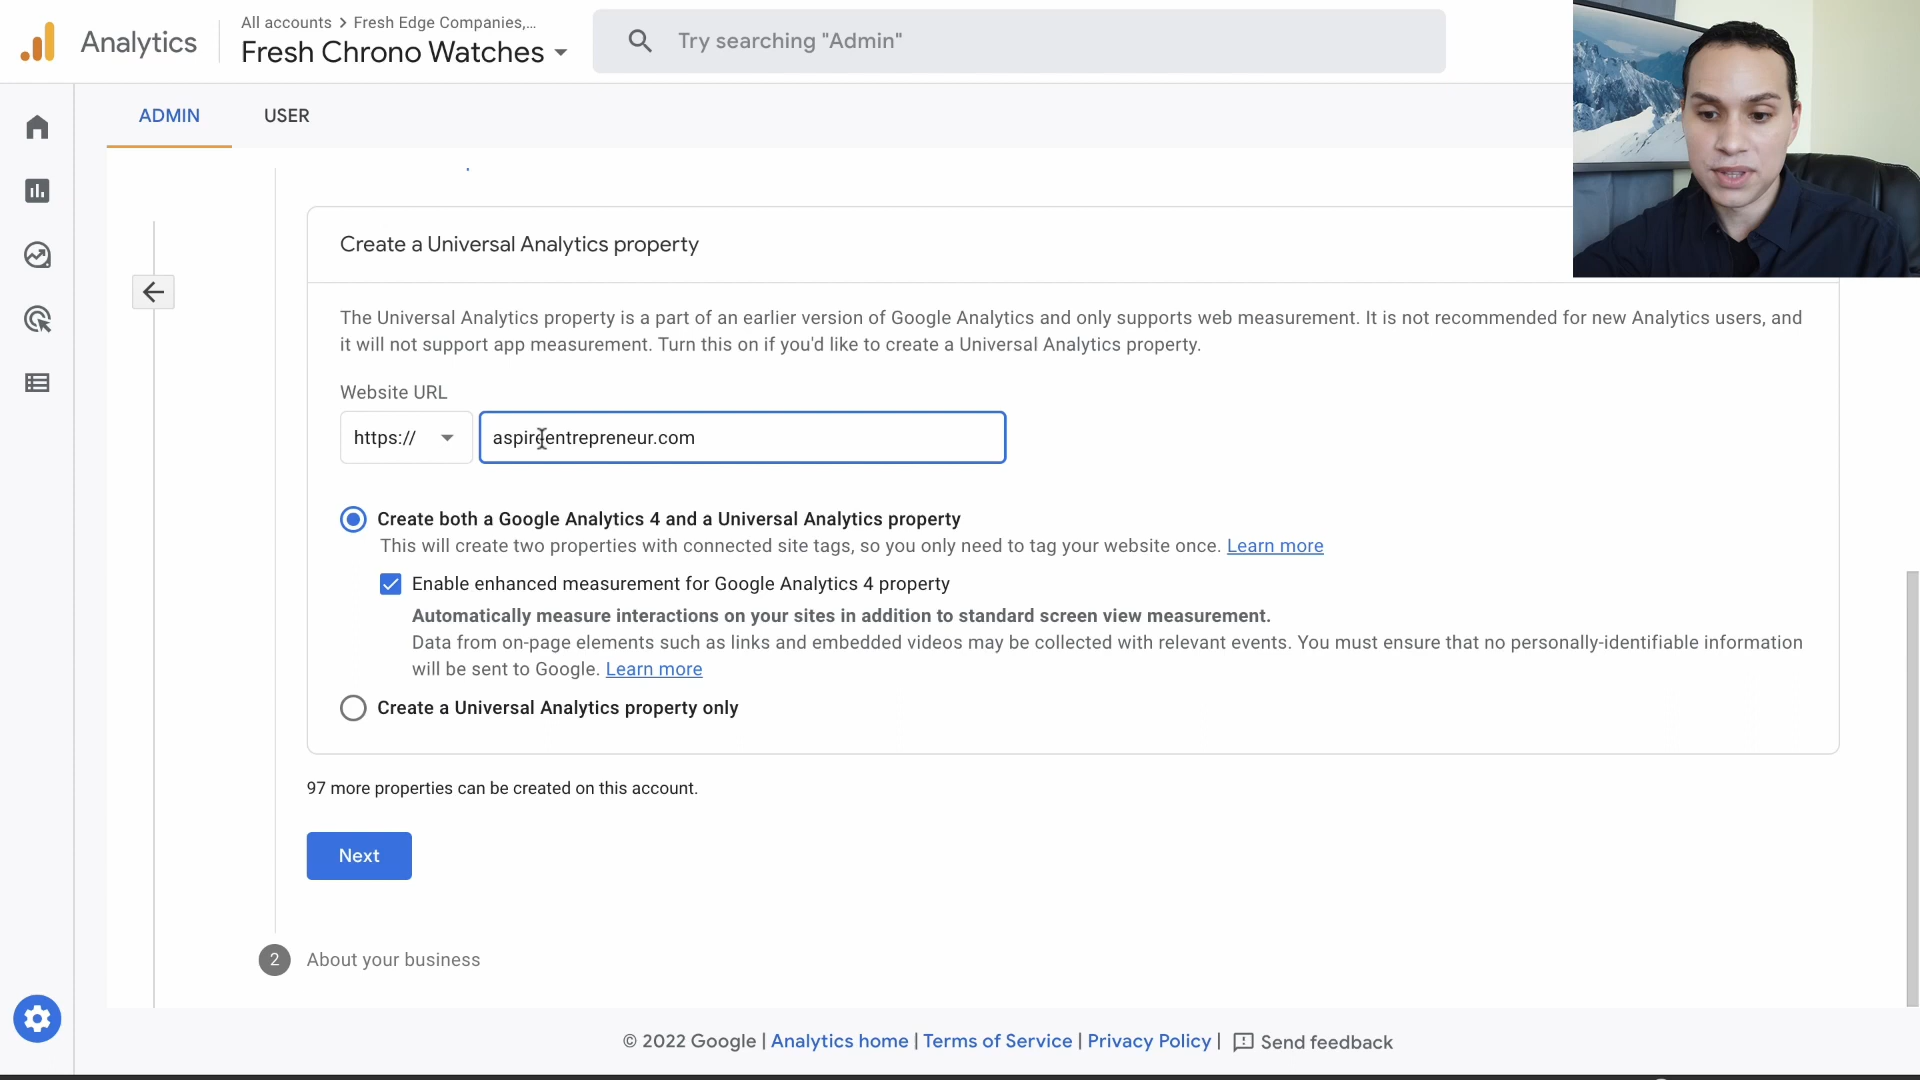 Analytics
All accounts > Fresh Edge Companies,...
Fresh Chrono Watches
Try searching "Admin"
ADMIN
USER
Create a Universal Analytics property
The Universal Analytics property is a part of an earlier version of Google Analytics and only supports web measurement. It is not recommended for new Analytics users, and
it will not support app measurement. Turn this on if you'd like to create a Universal Analytics property.
Website URL
https://
aspireentrepreneur.com
Create both a Google Analytics 4 and a Universal Analytics property
This will create two properties with connected site tags, so you only need to tag your website once. Learn more
Enable enhanced measurement for Google Analytics 4 property
Automatically measure interactions on your sites in addition to standard screen view measurement.
Data from on-page elements such as links and embedded videos may be collected with relevant events. You must ensure that no personally-identifiable information
will be sent to Google. Learn more
Create a Universal Analytics property only
97 more properties can be created on this account.
Next
2 About your business
© 2022 Google | Analytics home | Terms of Service | Privacy Policy | Send feedback